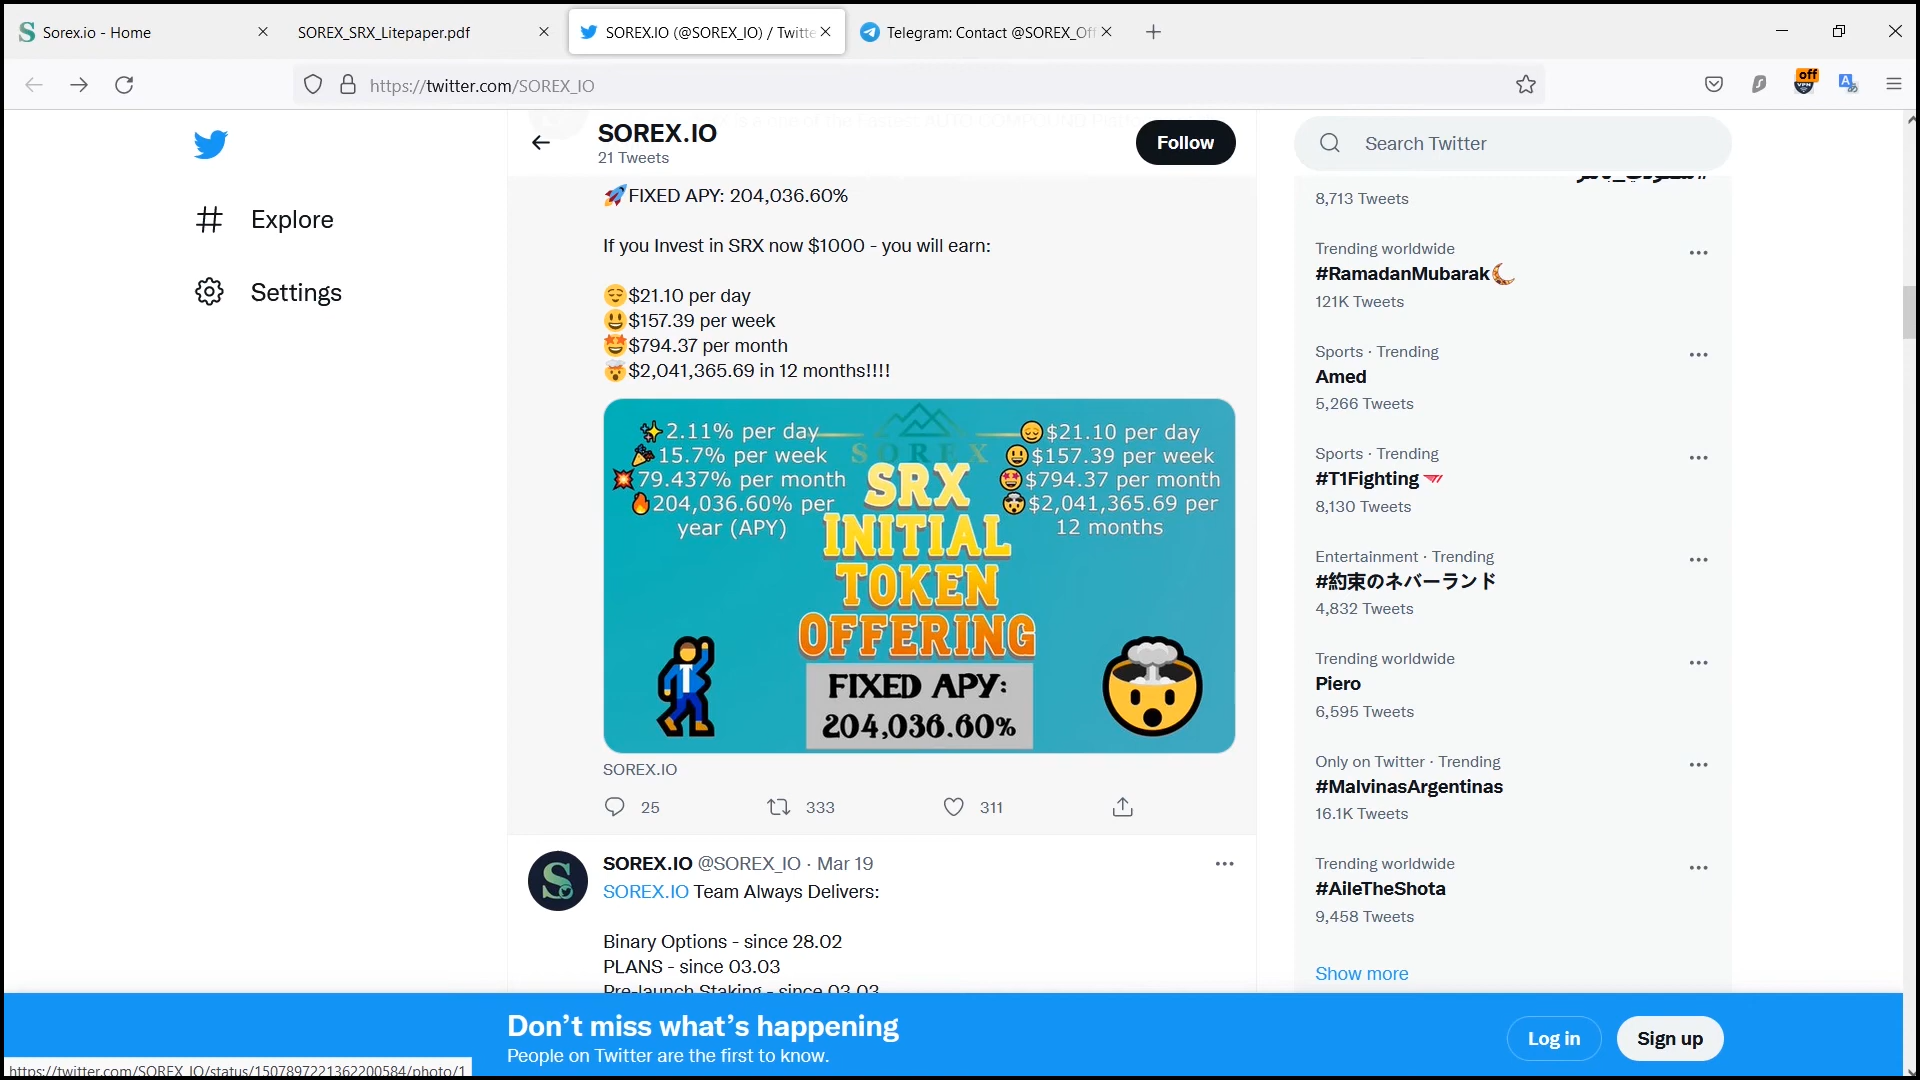 Sorex.io - Home
SOREX_SRX_Litepaper.pdf
SOREX.IO (@SOREX_IO) / Twitte
Telegram: Contact @SOREX_Of
https://twitter.com/SOREX_IO
off
VPN
Explore
Settings
SOREX.IO
21 Tweets
Follow
🚀FIXED APY: 204,036.60%
If you Invest in SRX now $1000 - you will earn:
😌$21.10 per day
😃$157.39 per week
🤩$794.37 per month
🤯$2,041,365.69 in 12 months!!!!
✨2.11% per day
🎉15.7% per week
💥79.437% per month
🔥204,036.60% per
year (APY)
SOREX
SRX
INITIAL
TOKEN
OFFERING
FIXED APY:
204,036.60%
😌$21.10 per day
😃$157.39 per week
🤩$794.37 per month
🤯$2,041,365.69 per
12 months
SOREX.IO
25
333
311
SOREX.IO @SOREX_IO · Mar 19
SOREX.IO Team Always Delivers:
Binary Options - since 28.02
PLANS - since 03.03
Pre-launch Staking - since 03.03
Search Twitter
8,713 Tweets
Trending worldwide
#RamadanMubarak
121K Tweets
Sports · Trending
Amed
5,266 Tweets
Sports · Trending
#T1Fighting
8,130 Tweets
Entertainment · Trending
#約束のネバーランド
4,832 Tweets
Trending worldwide
Piero
6,595 Tweets
Only on Twitter · Trending
#MalvinasArgentinas
16.1K Tweets
Trending worldwide
#AileTheShota
9,458 Tweets
Show more
Don’t miss what’s happening
People on Twitter are the first to know.
Log in
Sign up
https://twitter.com/SOREX_IO/status/1507897221362200584/photo/1